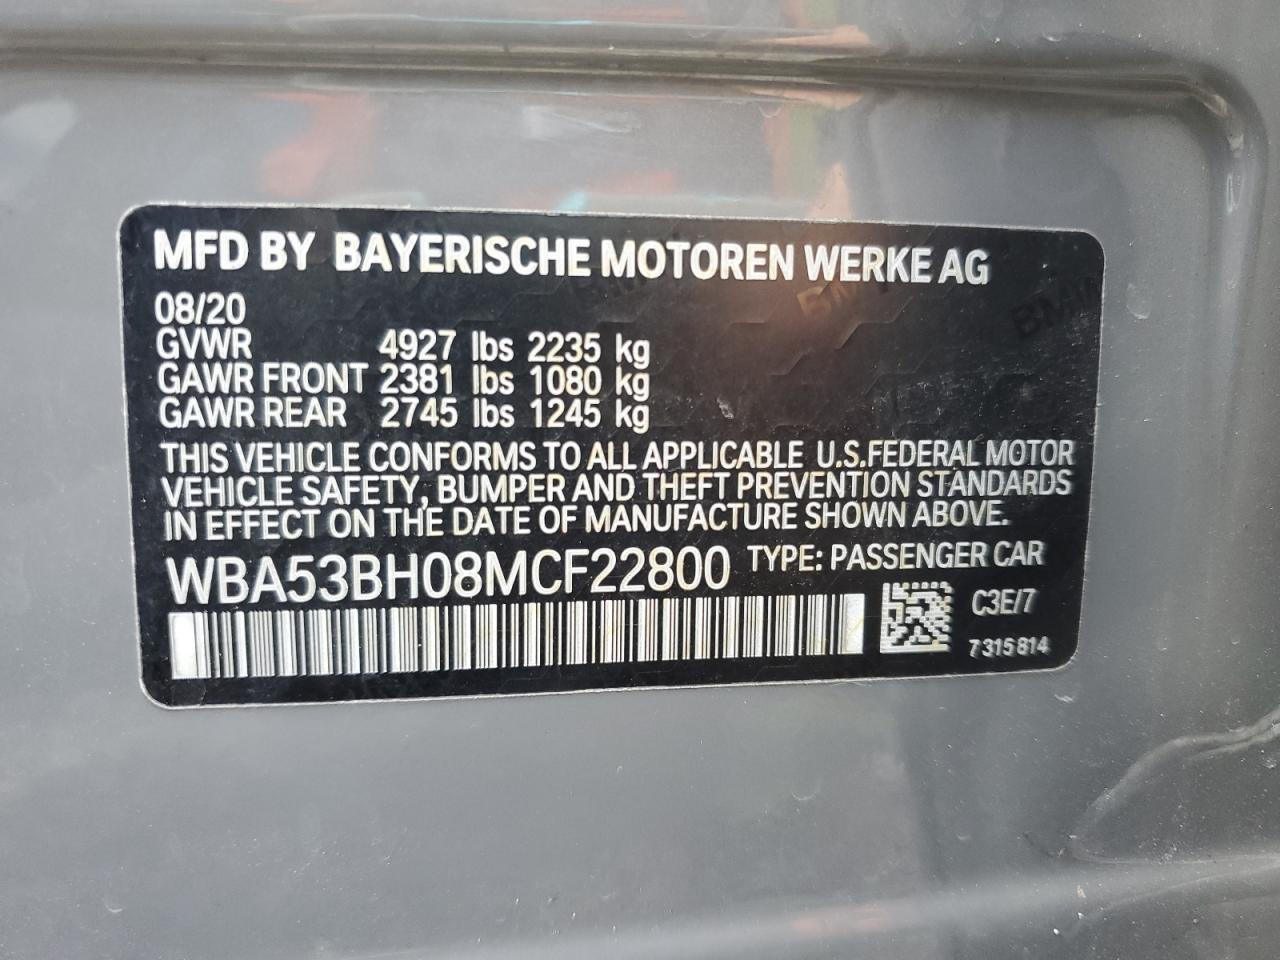 MFD BY BAYERISCHE MOTOREN WERKE AG
08/20
GVWR 4927 lbs 2235 kg
GAWR FRONT 2381 lbs 1080 kg
GAWR REAR 2745 lbs 1245 kg
THIS VEHICLE CONFORMS TO ALL APPLICABLE U.S.FEDERAL MOTOR
VEHICLE SAFETY, BUMPER AND THEFT PREVENTION STANDARDS
IN EFFECT ON THE DATE OF MANUFACTURE SHOWN ABOVE.
WBA53BH08MCF22800 TYPE: PASSENGER CAR
C3E/7
7315814